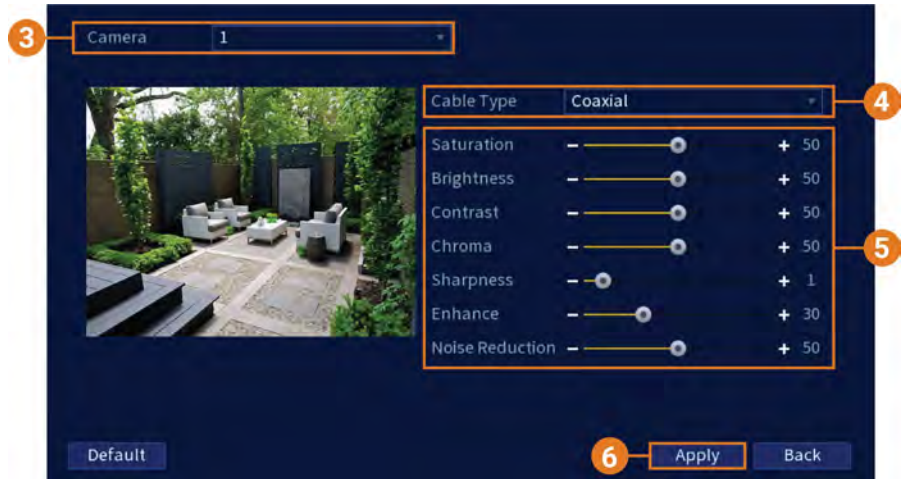 3 Camera 1
Cable Type Coaxial 4
Saturation - + 50
Brightness - + 50
Contrast - + 50
Chroma - + 50 5
Sharpness - + 1
Enhance - + 30
Noise Reduction - + 50
Default 6 Apply Back